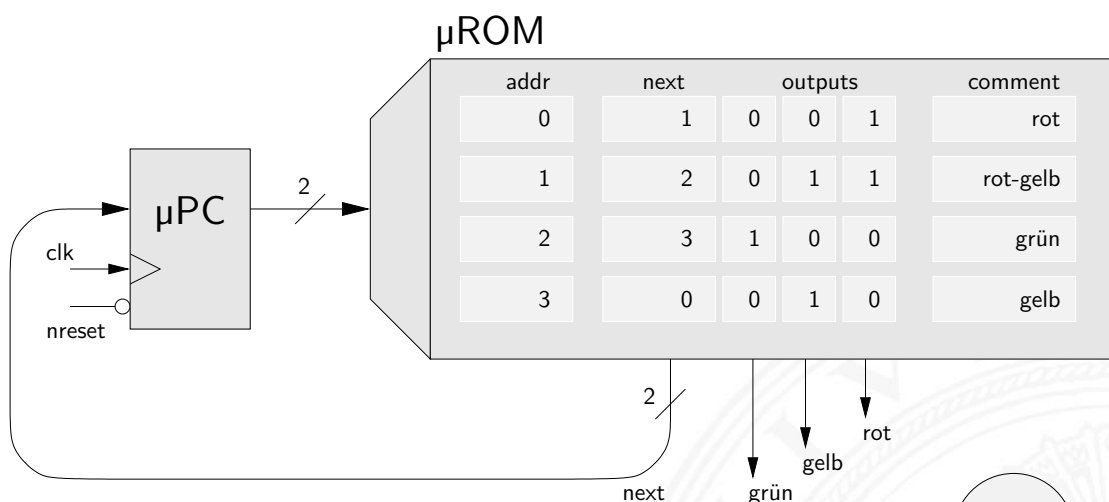 µROM
addr next outputs comment
0 1 0 0 1 rot
1 2 0 1 1 rot-gelb
2 3 1 0 0 grün
3 0 0 1 0 gelb
2
µPC
clk
nreset
2
rot
gelb
next grün